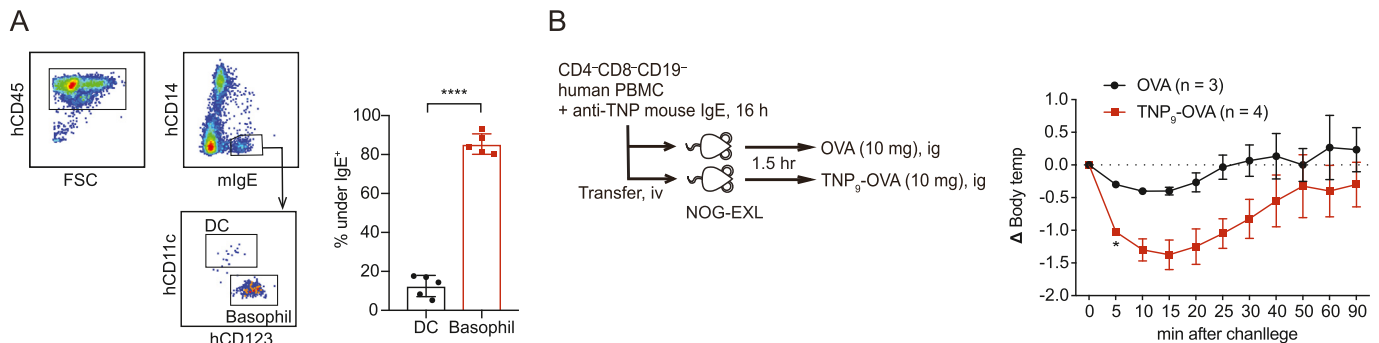 A
hCD45
FSC
hCD14
mIgE
hCD11c
DC
Basophil
hCD123
% under IgE⁺
100
80
60
40
20
0
****
DC
Basophil
B
CD4⁻CD8⁻CD19⁻
human PBMC
+ anti-TNP mouse IgE, 16 h
Transfer, iv
NOG-EXL
1.5 hr
OVA (10 mg), ig
TNP₉-OVA (10 mg), ig
OVA (n = 3)
TNP₉-OVA (n = 4)
Δ Body temp
1.0
0.5
0.0
-0.5
-1.0
-1.5
-2.0
*
0 5 10 15 20 25 30 40 50 60 90
min after chanllege